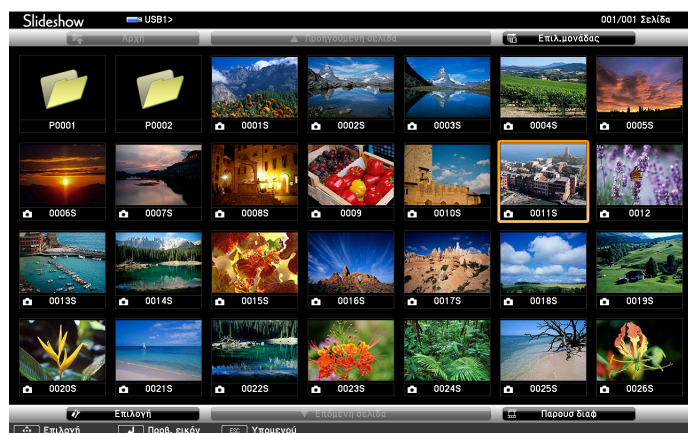 Slideshow USB1> 001/001 Σελίδα
Αρχή Προηγούμενη σελίδα Επιλ.μονάδας
P0001 P0002 0001S 0002S 0003S 0004S 0005S
0006S 0007S 0008S 0009 0010S 0011S 0012
0013S 0014S 0015S 0016S 0017S 0018S 0019S
0020S 0021S 0022S 0023S 0024S 0025S 0026S
Επιλογή Επόμενη σελίδα Παρουσ διαφ
Επιλογή Προβ. εικόν ESC Υπομενού